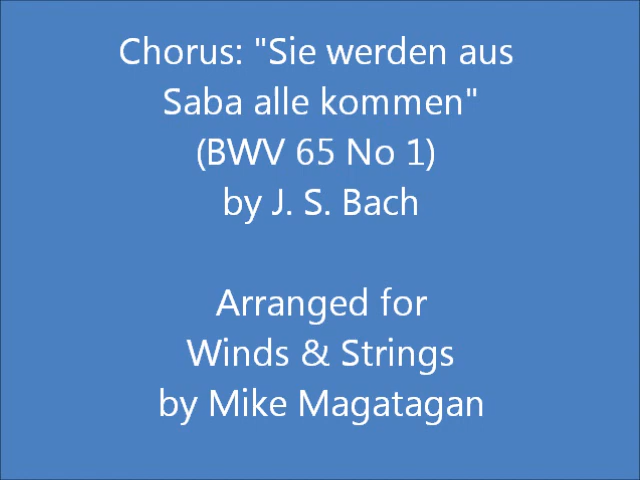 Chorus: "Sie werden aus
Saba alle kommen"
(BWV 65 No 1)
by J. S. Bach
Arranged for
Winds & Strings
by Mike Magatagan